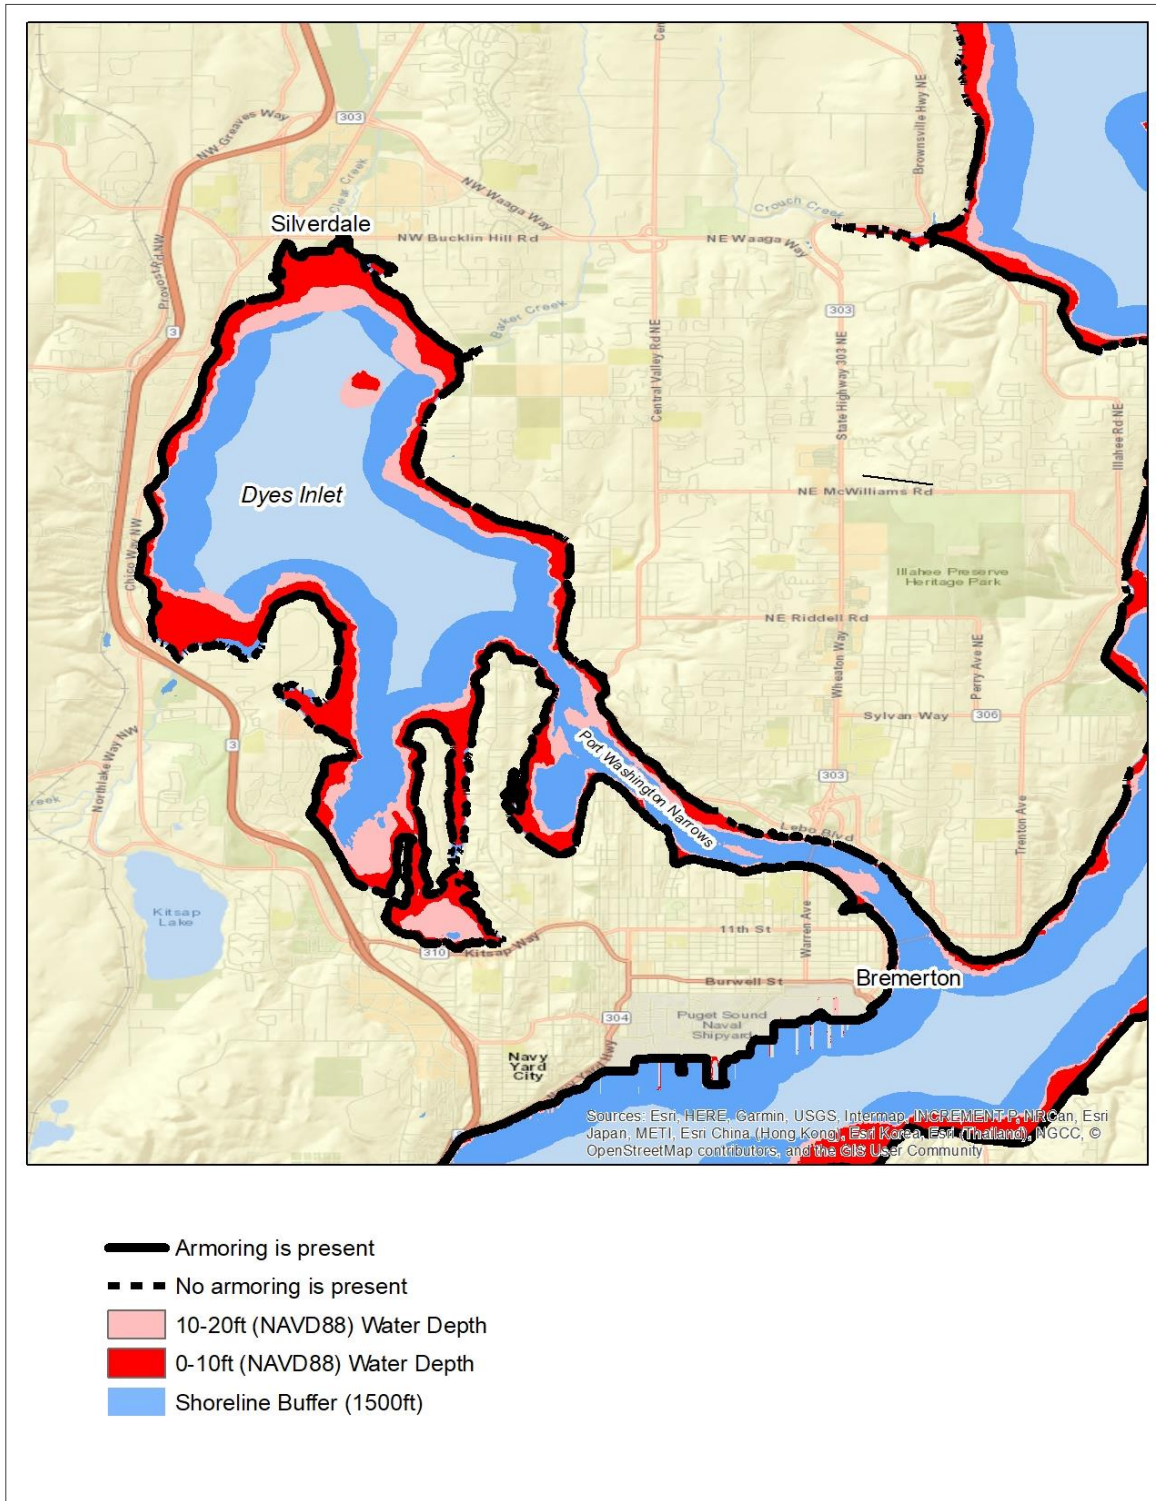 Cen
303
NW Greaves Way
Brownsville Hwy NE
Clear Creek
NW Waaga Way
Crouch Creek
Silverdale
NW Bucklin Hill Rd
NE Waaga Way
Provost Rd NW
Barker Creek
303
3
Central Valley Rd NE
State Highway 303 NE
Illahee Rd NE
Dyes Inlet
NE McWilliams Rd
Chico Way NW
Illahee Preserve
Heritage Park
NE Riddell Rd
Wheaton Way
Perry Ave NE
Sylvan Way
306
3
Northlake Way NW
Port Washington Narrows
303
reek
Lebo Blvd
Trenton Ave
Kitsap
Lake
Warren Ave
11th St
310
Kitsap Way
Burwell St
Bremerton
304
Puget Sound
Naval
Shipyard
Navy
Yard
City
Navy Yard Hwy
Sources: Esri, HERE, Garmin, USGS, Intermap, INCREMENT P, NRCan, Esri
Japan, METI, Esri China (Hong Kong), Esri Korea, Esri (Thailand), NGCC, ©
OpenStreetMap contributors, and the GIS User Community
Armoring is present
No armoring is present
10-20ft (NAVD88) Water Depth
0-10ft (NAVD88) Water Depth
Shoreline Buffer (1500ft)